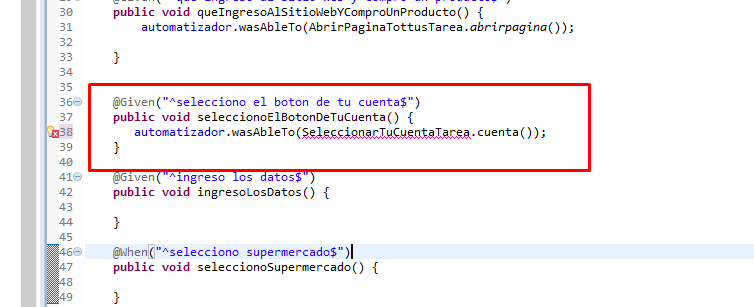 30 public void queIngresoAlSitioWebYComproUnProducto() {
31 automatizador.wasAbleTo(AbrirPaginaTottusTarea.abrirpagina());
32
33 }
34
35
36 @Given("^selecciono el boton de tu cuenta$")
37 public void seleccionoElBotonDeTuCuenta() {
38 automatizador.wasAbleTo(SeleccionarTuCuentaTarea.cuenta());
39 }
40
41 @Given("^ingreso los datos$")
42 public void ingresoLosDatos() {
43
44 }
45
46 @When("^selecciono supermercado$")
47 public void seleccionoSupermercado() {
48
49 }